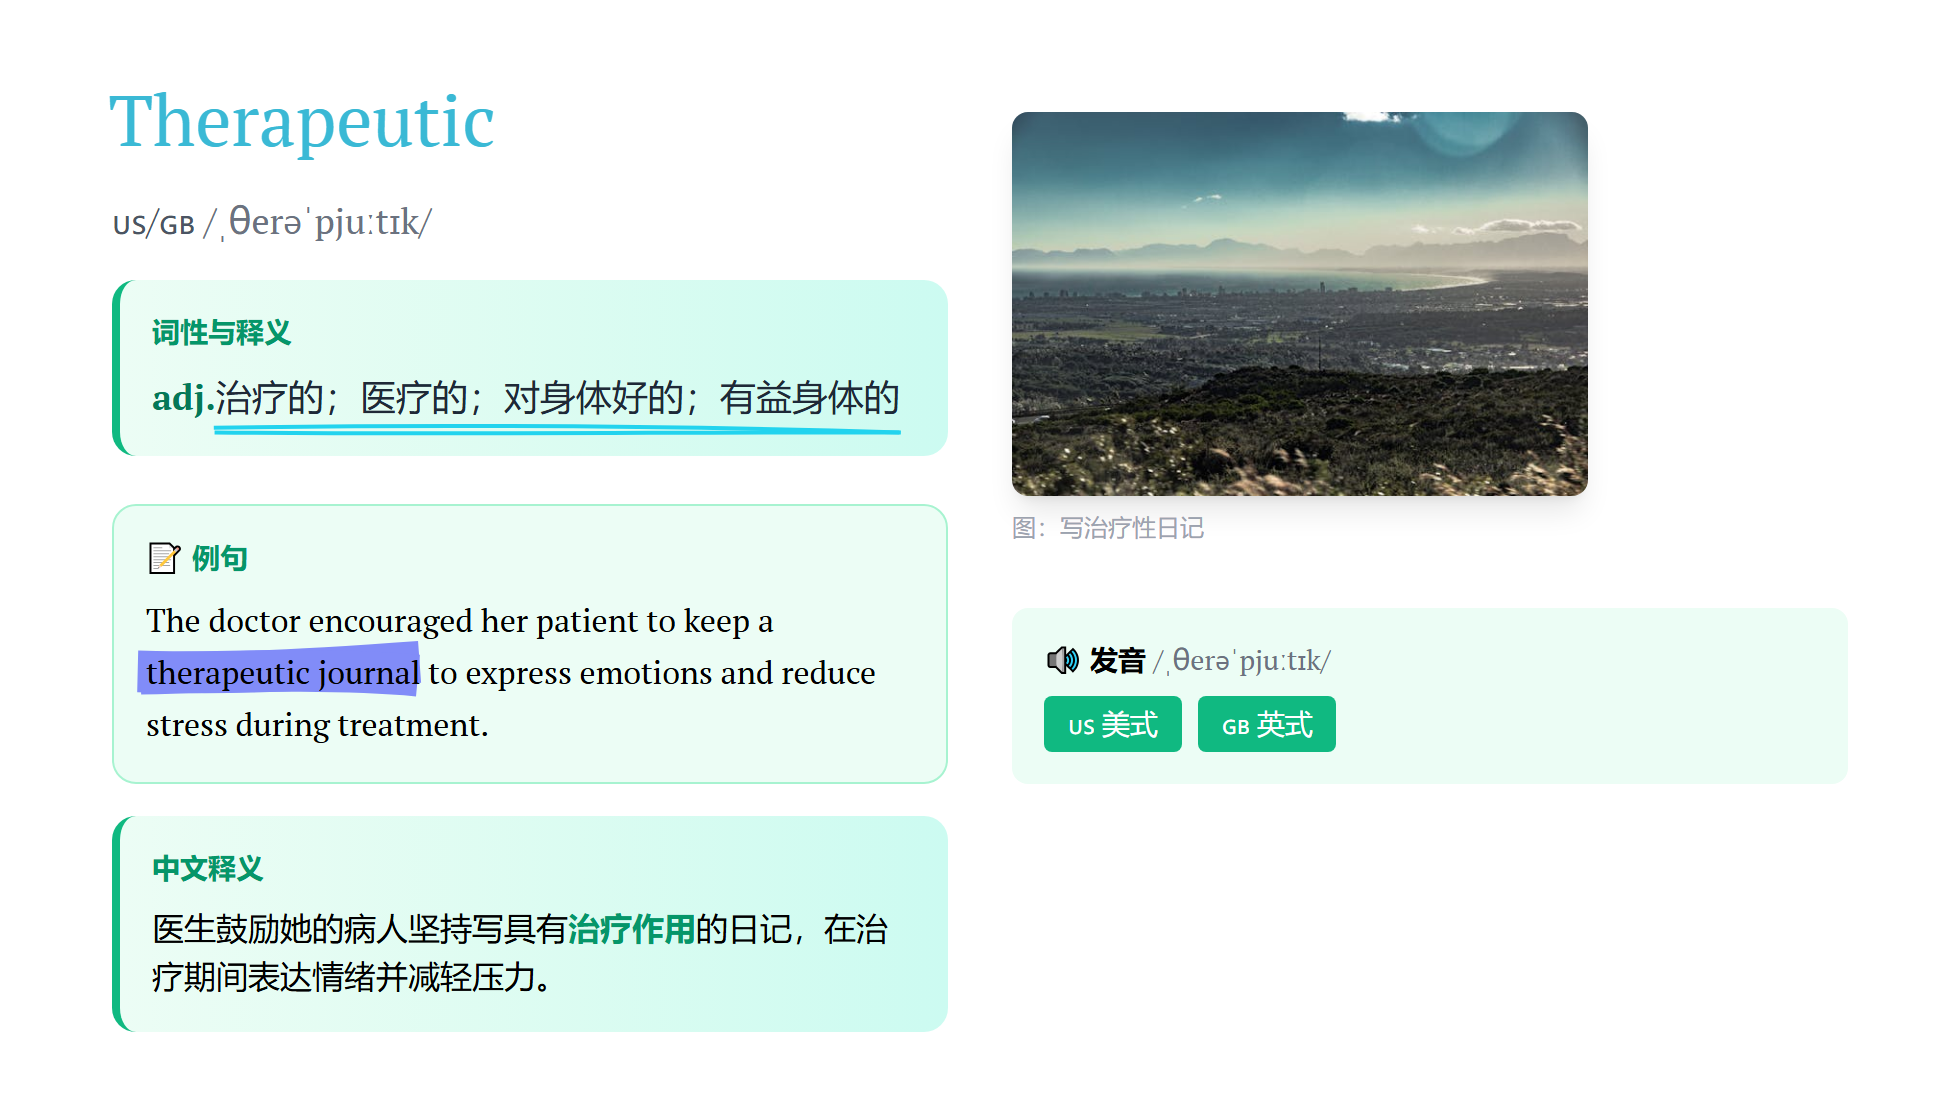 Therapeutic
US/GB /ˌθerəˈpjuːtɪk/
词性与释义
adj.治疗的；医疗的；对身体好的；有益身体的
📝 例句
The doctor encouraged her patient to keep a
therapeutic journal to express emotions and reduce
stress during treatment.
中文释义
医生鼓励她的病人坚持写具有治疗作用的日记，在治
疗期间表达情绪并减轻压力。
图：写治疗性日记
🔊 发音 /ˌθerəˈpjuːtɪk/
US 美式
GB 英式